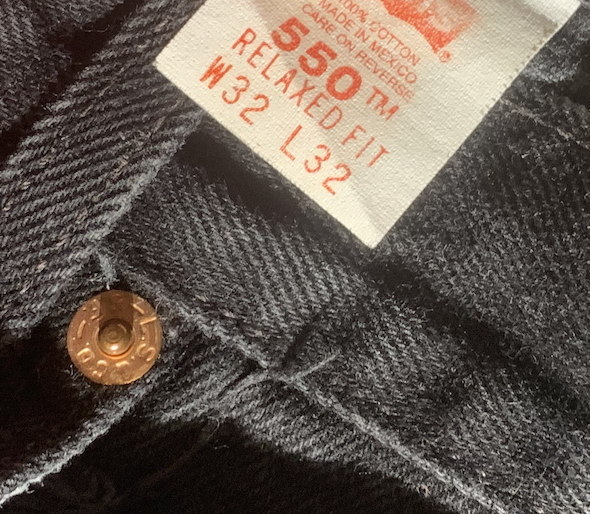 100% COTTON
MADE IN MEXICO
CARE ON REVERSE
550™
RELAXED FIT
W32 L32
®